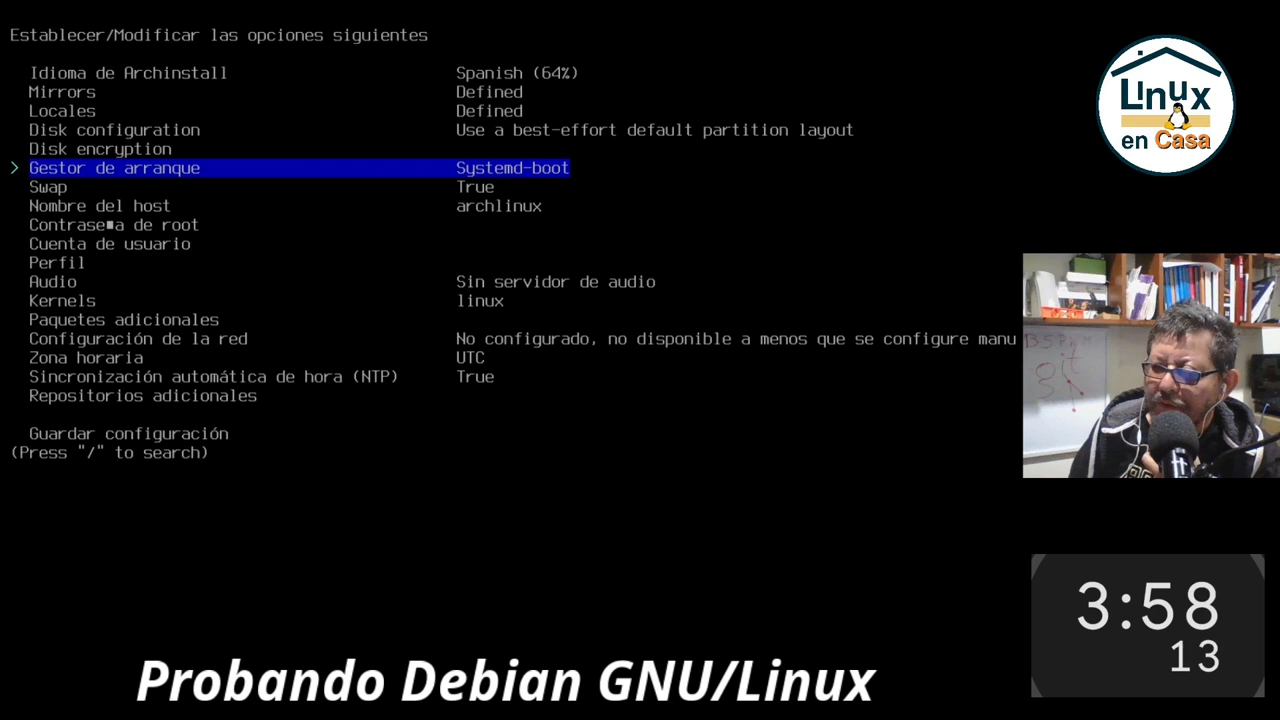 Establecer/Modificar las opciones siguientes
Idioma de Archinstall Spanish (64%)
Mirrors Defined
Locales Defined
Disk configuration Use a best-effort default partition layout
Disk encryption
> Gestor de arranque Systemd-boot
Swap True
Nombre del host archlinux
Contrase■a de root
Cuenta de usuario
Perfil
Audio Sin servidor de audio
Kernels linux
Paquetes adicionales
Configuración de la red No configurado, no disponible a menos que se configure manu
Zona horaria UTC
Sincronización automática de hora (NTP) True
Repositorios adicionales
Guardar configuración
(Press "/" to search)
Linux
en Casa
3:58
13
Probando Debian GNU/Linux